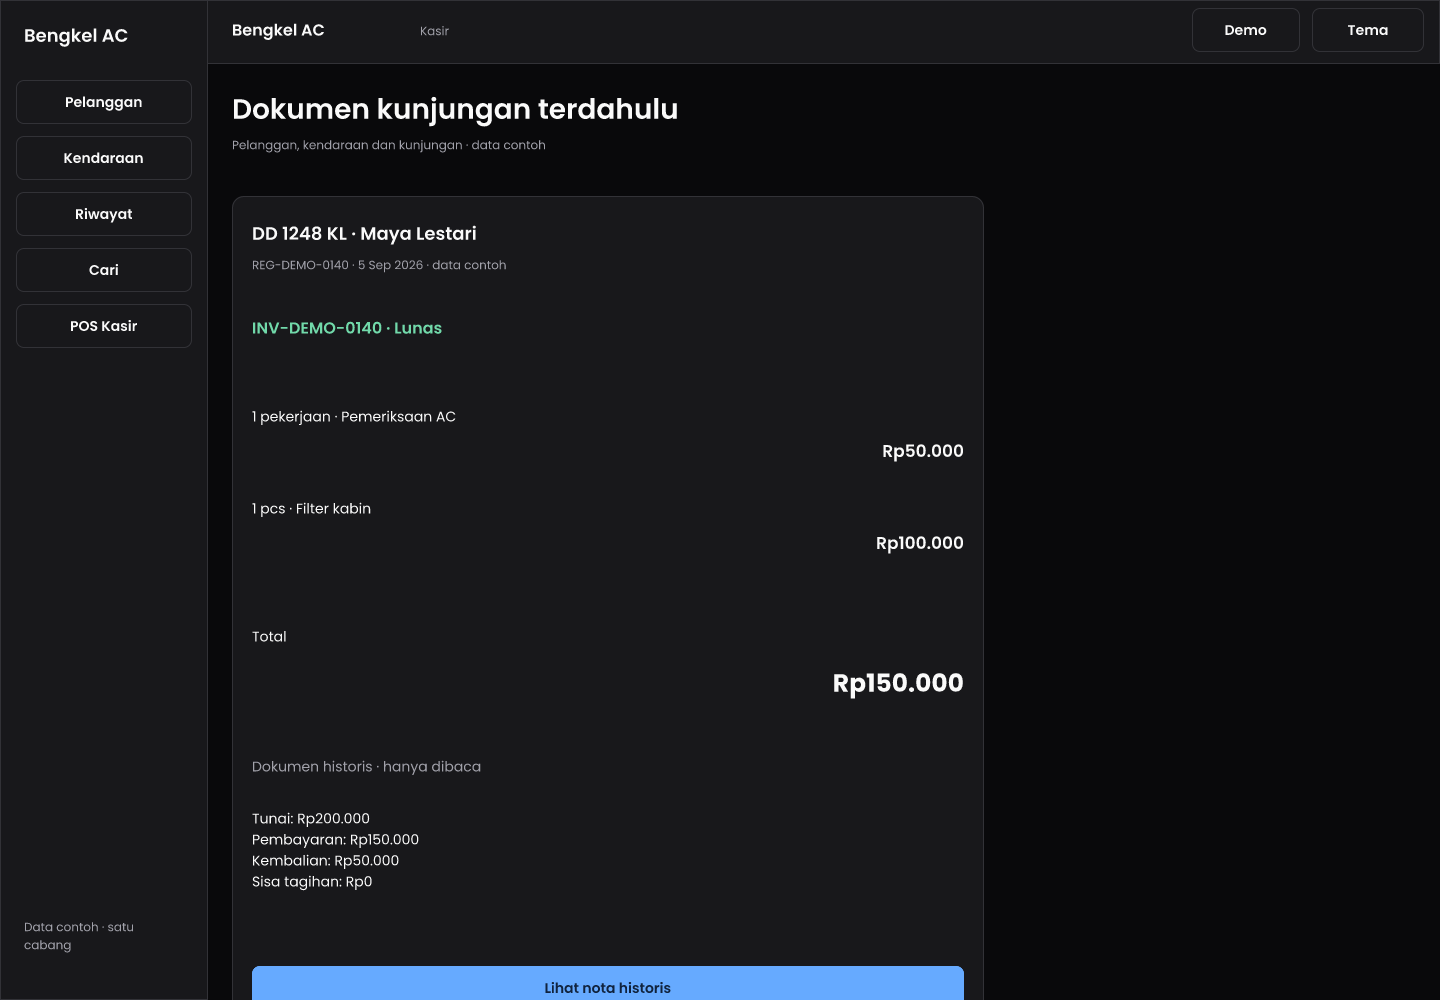 Bengkel AC
Pelanggan
Kendaraan
Riwayat
Cari
POS Kasir
Data contoh · satu
cabang
Bengkel AC
Kasir
Demo
Tema
Dokumen kunjungan terdahulu
Pelanggan, kendaraan dan kunjungan · data contoh
DD 1248 KL · Maya Lestari
REG-DEMO-0140 · 5 Sep 2026 · data contoh
INV-DEMO-0140 · Lunas
1 pekerjaan · Pemeriksaan AC
Rp50.000
1 pcs · Filter kabin
Rp100.000
Total
Rp150.000
Dokumen historis · hanya dibaca
Tunai: Rp200.000
Pembayaran: Rp150.000
Kembalian: Rp50.000
Sisa tagihan: Rp0
Lihat nota historis